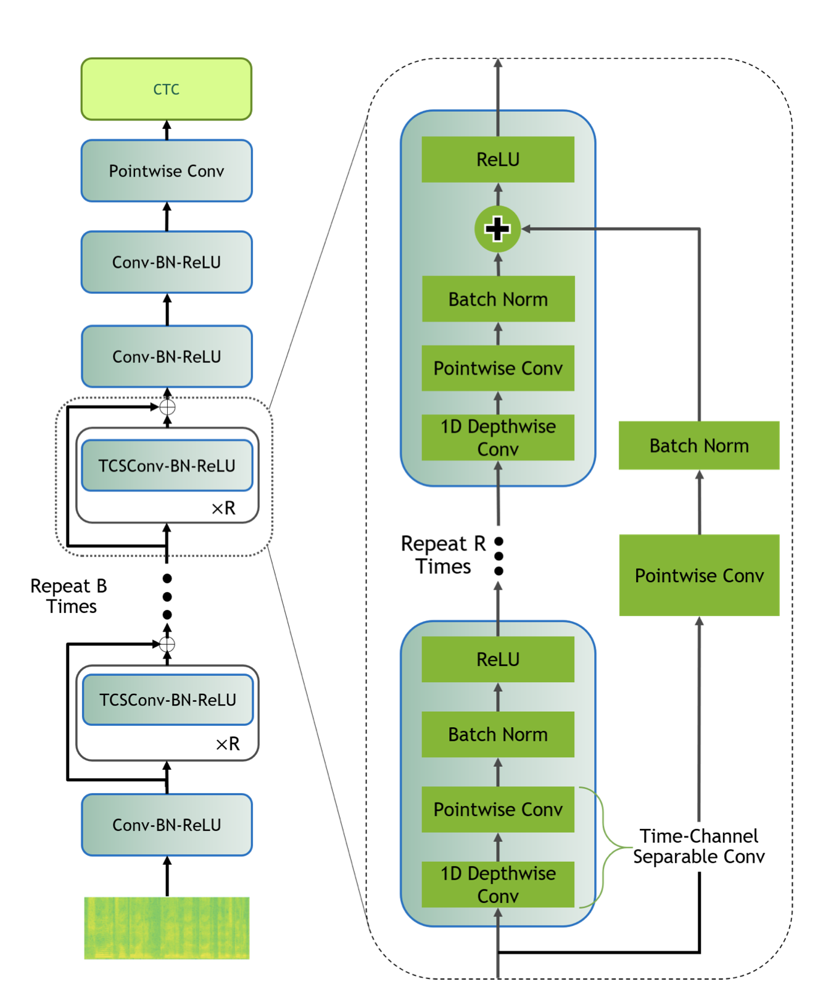 CTC
Pointwise Conv
Conv-BN-ReLU
Conv-BN-ReLU
TCSConv-BN-ReLU
×R
Repeat B
Times
TCSConv-BN-ReLU
×R
Conv-BN-ReLU
ReLU
Batch Norm
Pointwise Conv
1D Depthwise
Conv
Repeat R
Times
ReLU
Batch Norm
Pointwise Conv
1D Depthwise
Conv
Batch Norm
Pointwise Conv
Time-Channel
Separable Conv